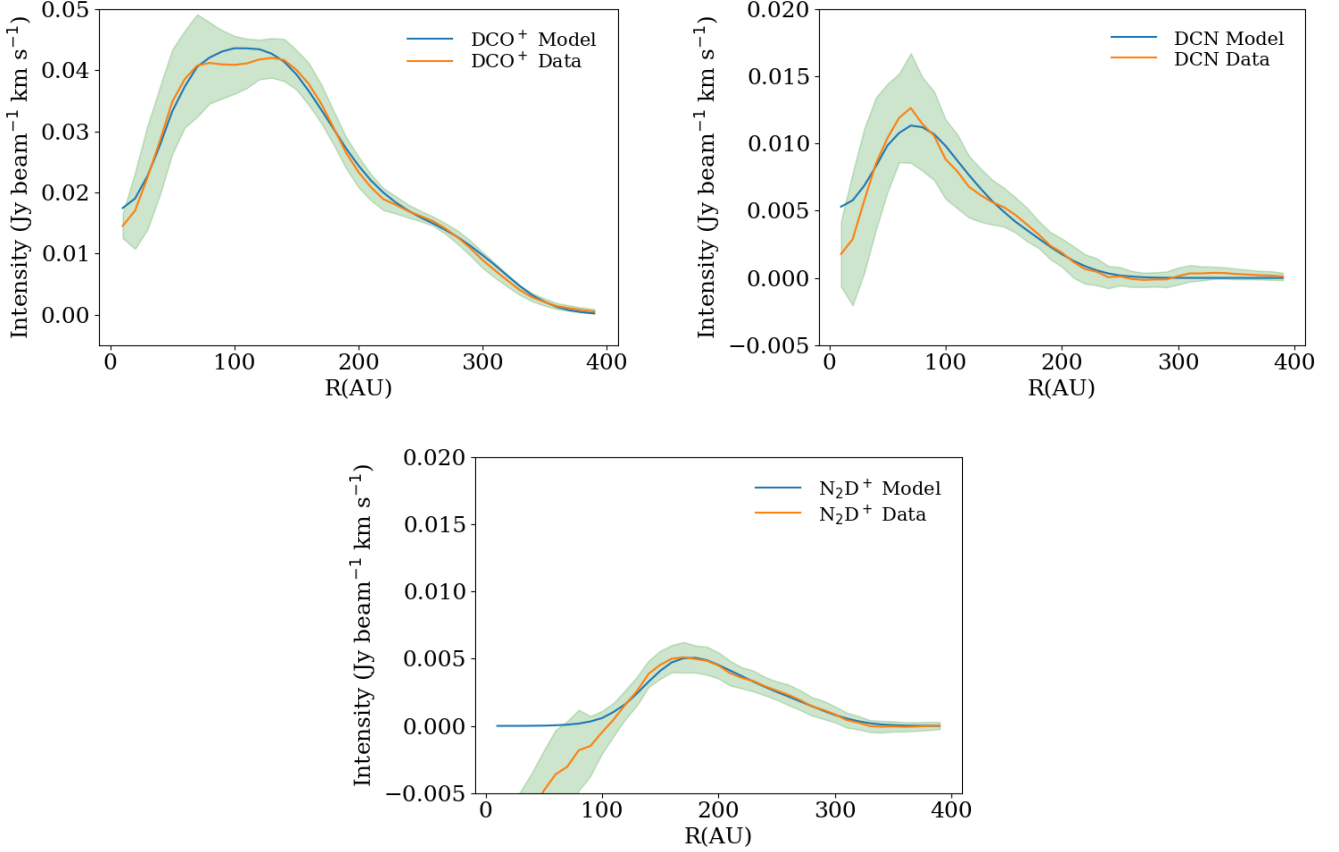 Intensity (Jy beam⁻¹ km s⁻¹)
0.05
0.04
0.03
0.02
0.01
0.00
DCO⁺ Model
DCO⁺ Data
0
100
200
300
400
R(AU)
Intensity (Jy beam⁻¹ km s⁻¹)
0.020
0.015
0.010
0.005
0.000
−0.005
DCN Model
DCN Data
0
100
200
300
400
R(AU)
Intensity (Jy beam⁻¹ km s⁻¹)
0.020
0.015
0.010
0.005
0.000
−0.005
N₂D⁺ Model
N₂D⁺ Data
0
100
200
300
400
R(AU)